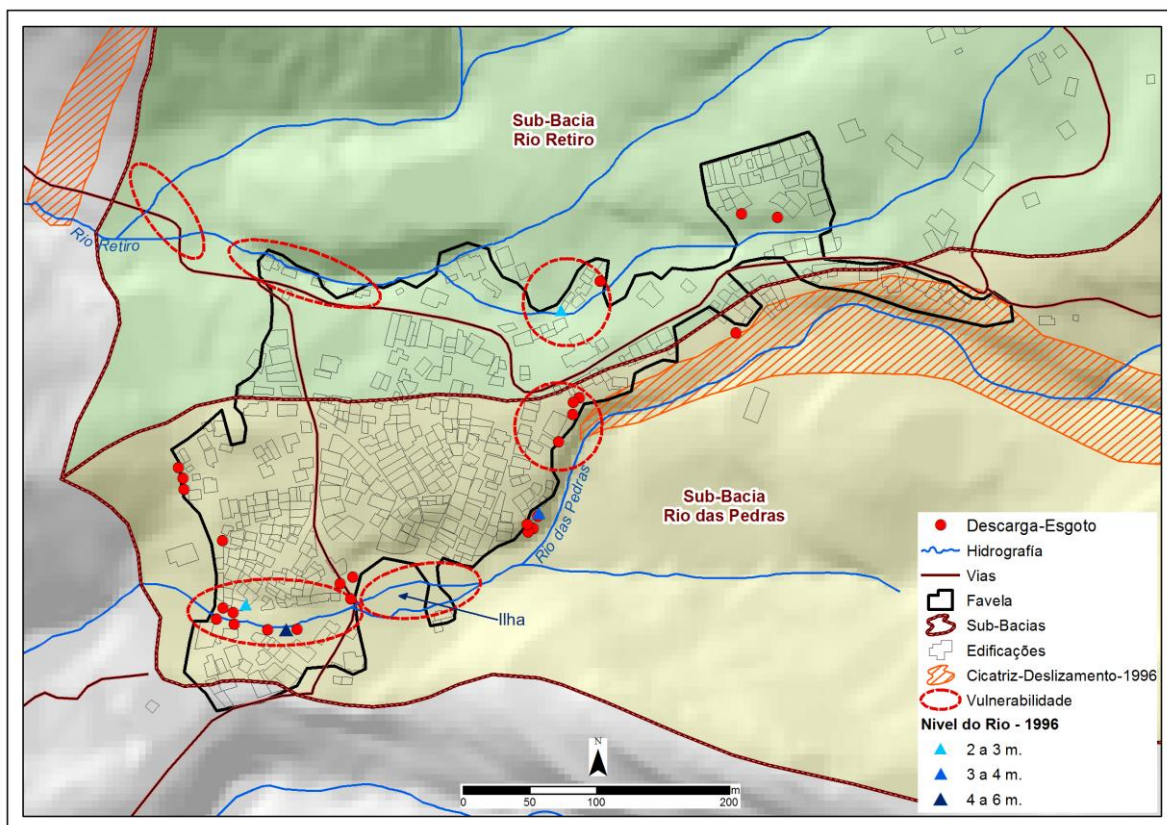 Sub-Bacia
Rio Retiro
Rio Retiro
Rio das Pedras
Sub-Bacia
Rio das Pedras
Ilha
Descarga-Esgoto
Hidrografía
Vias
Favela
Sub-Bacias
Edificações
Cicatriz-Deslizamento-1996
Vulnerabilidade
Nivel do Rio - 1996
2 a 3 m.
3 a 4 m.
4 a 6 m.
N
m
0 50 100 200